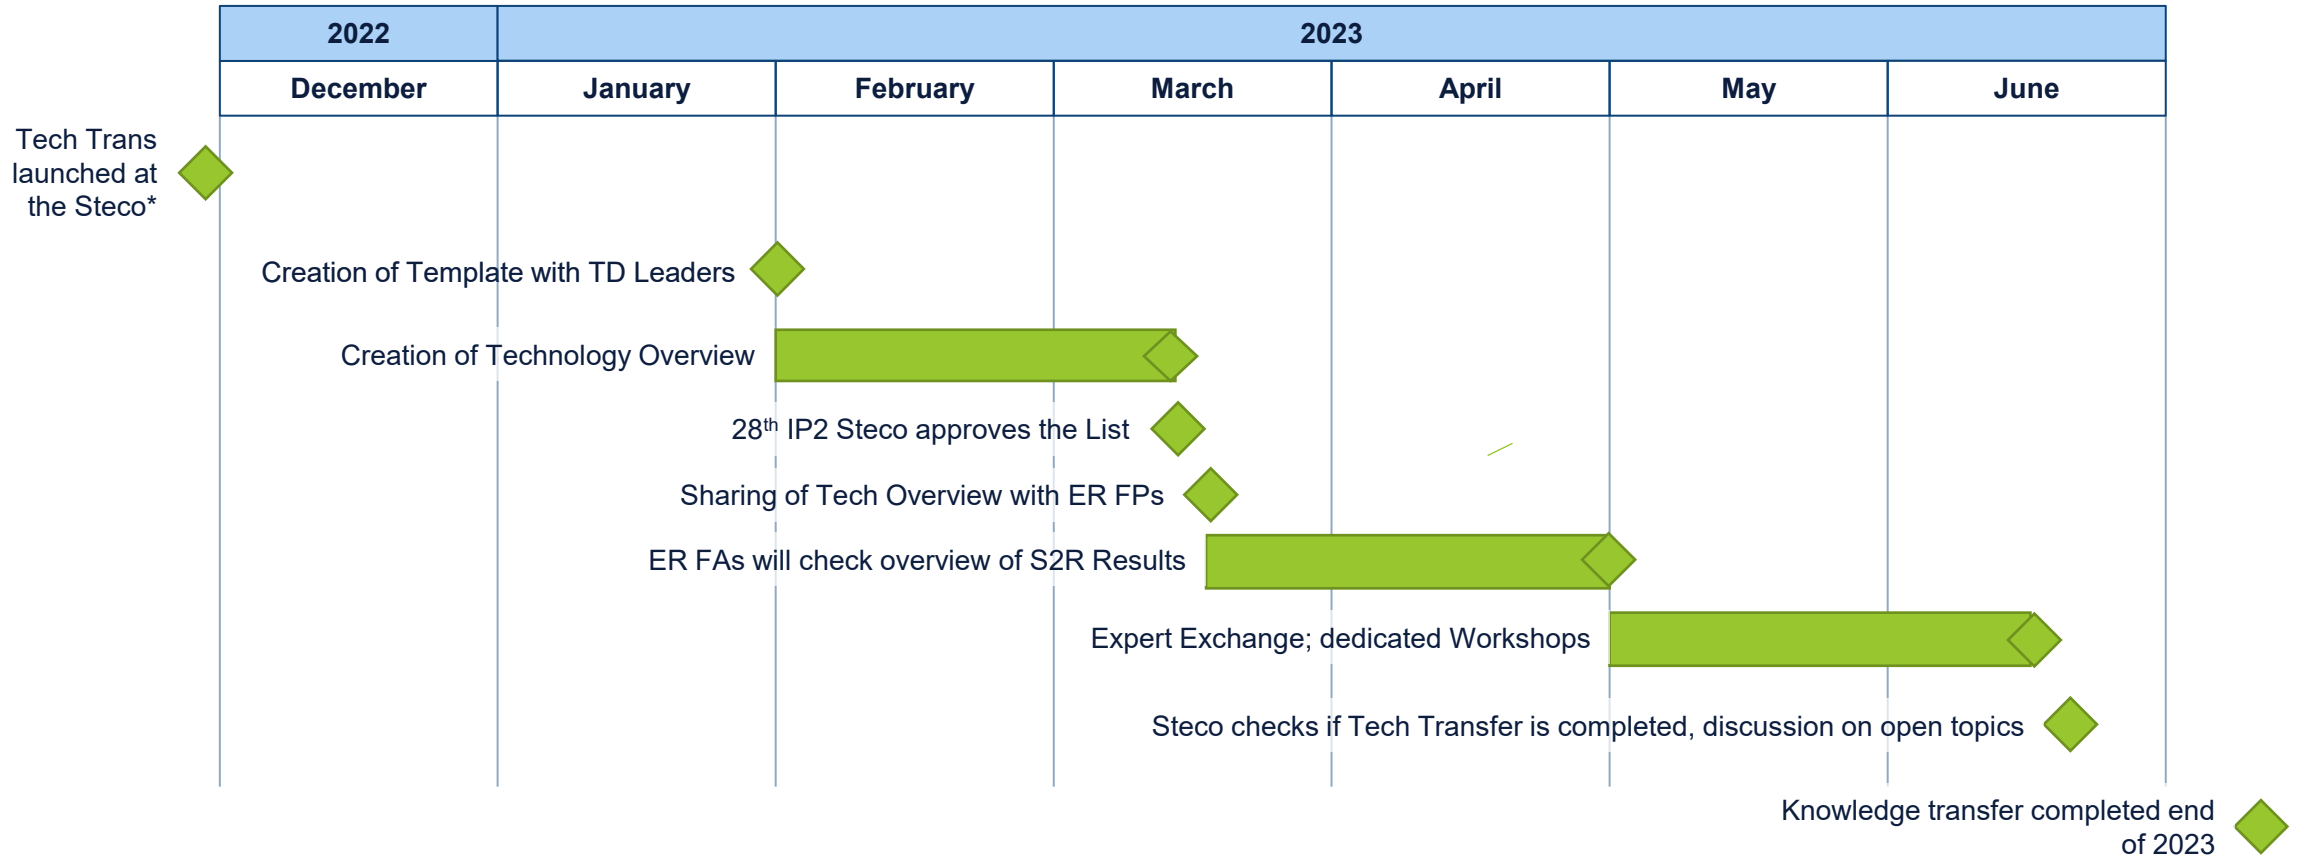 2022
2023
December
January
February
March
April
May
June
Tech Trans
launched at
the Steco*
Creation of Template with TD Leaders
Creation of Technology Overview
28th IP2 Steco approves the List
Sharing of Tech Overview with ER FPs
ER FAs will check overview of S2R Results
Expert Exchange; dedicated Workshops
Steco checks if Tech Transfer is completed, discussion on open topics
Knowledge transfer completed end
of 2023